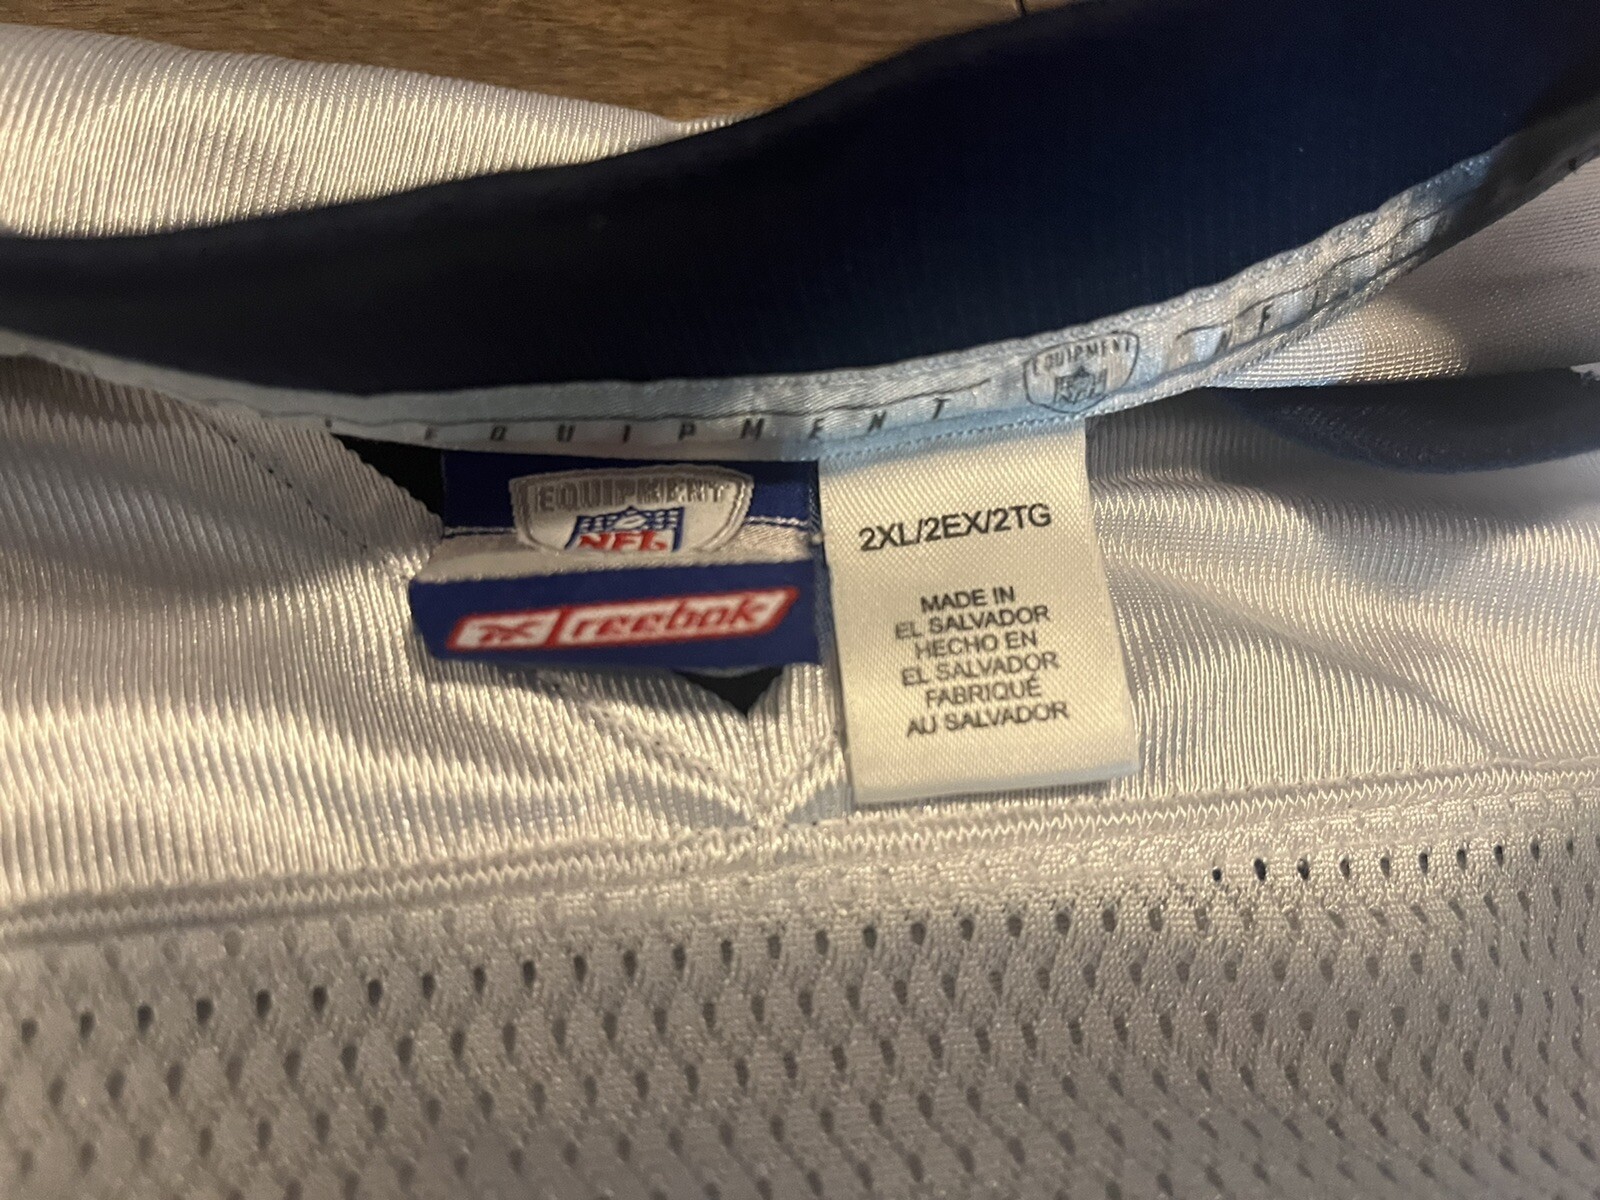 EQUIPMENT
EQUIPMENT
NFL
NFL
EQUIPMENT
NFL
Reebok
2XL/2EX/2TG
MADE IN
EL SALVADOR
HECHO EN
EL SALVADOR
FABRIQUÉ
AU SALVADOR